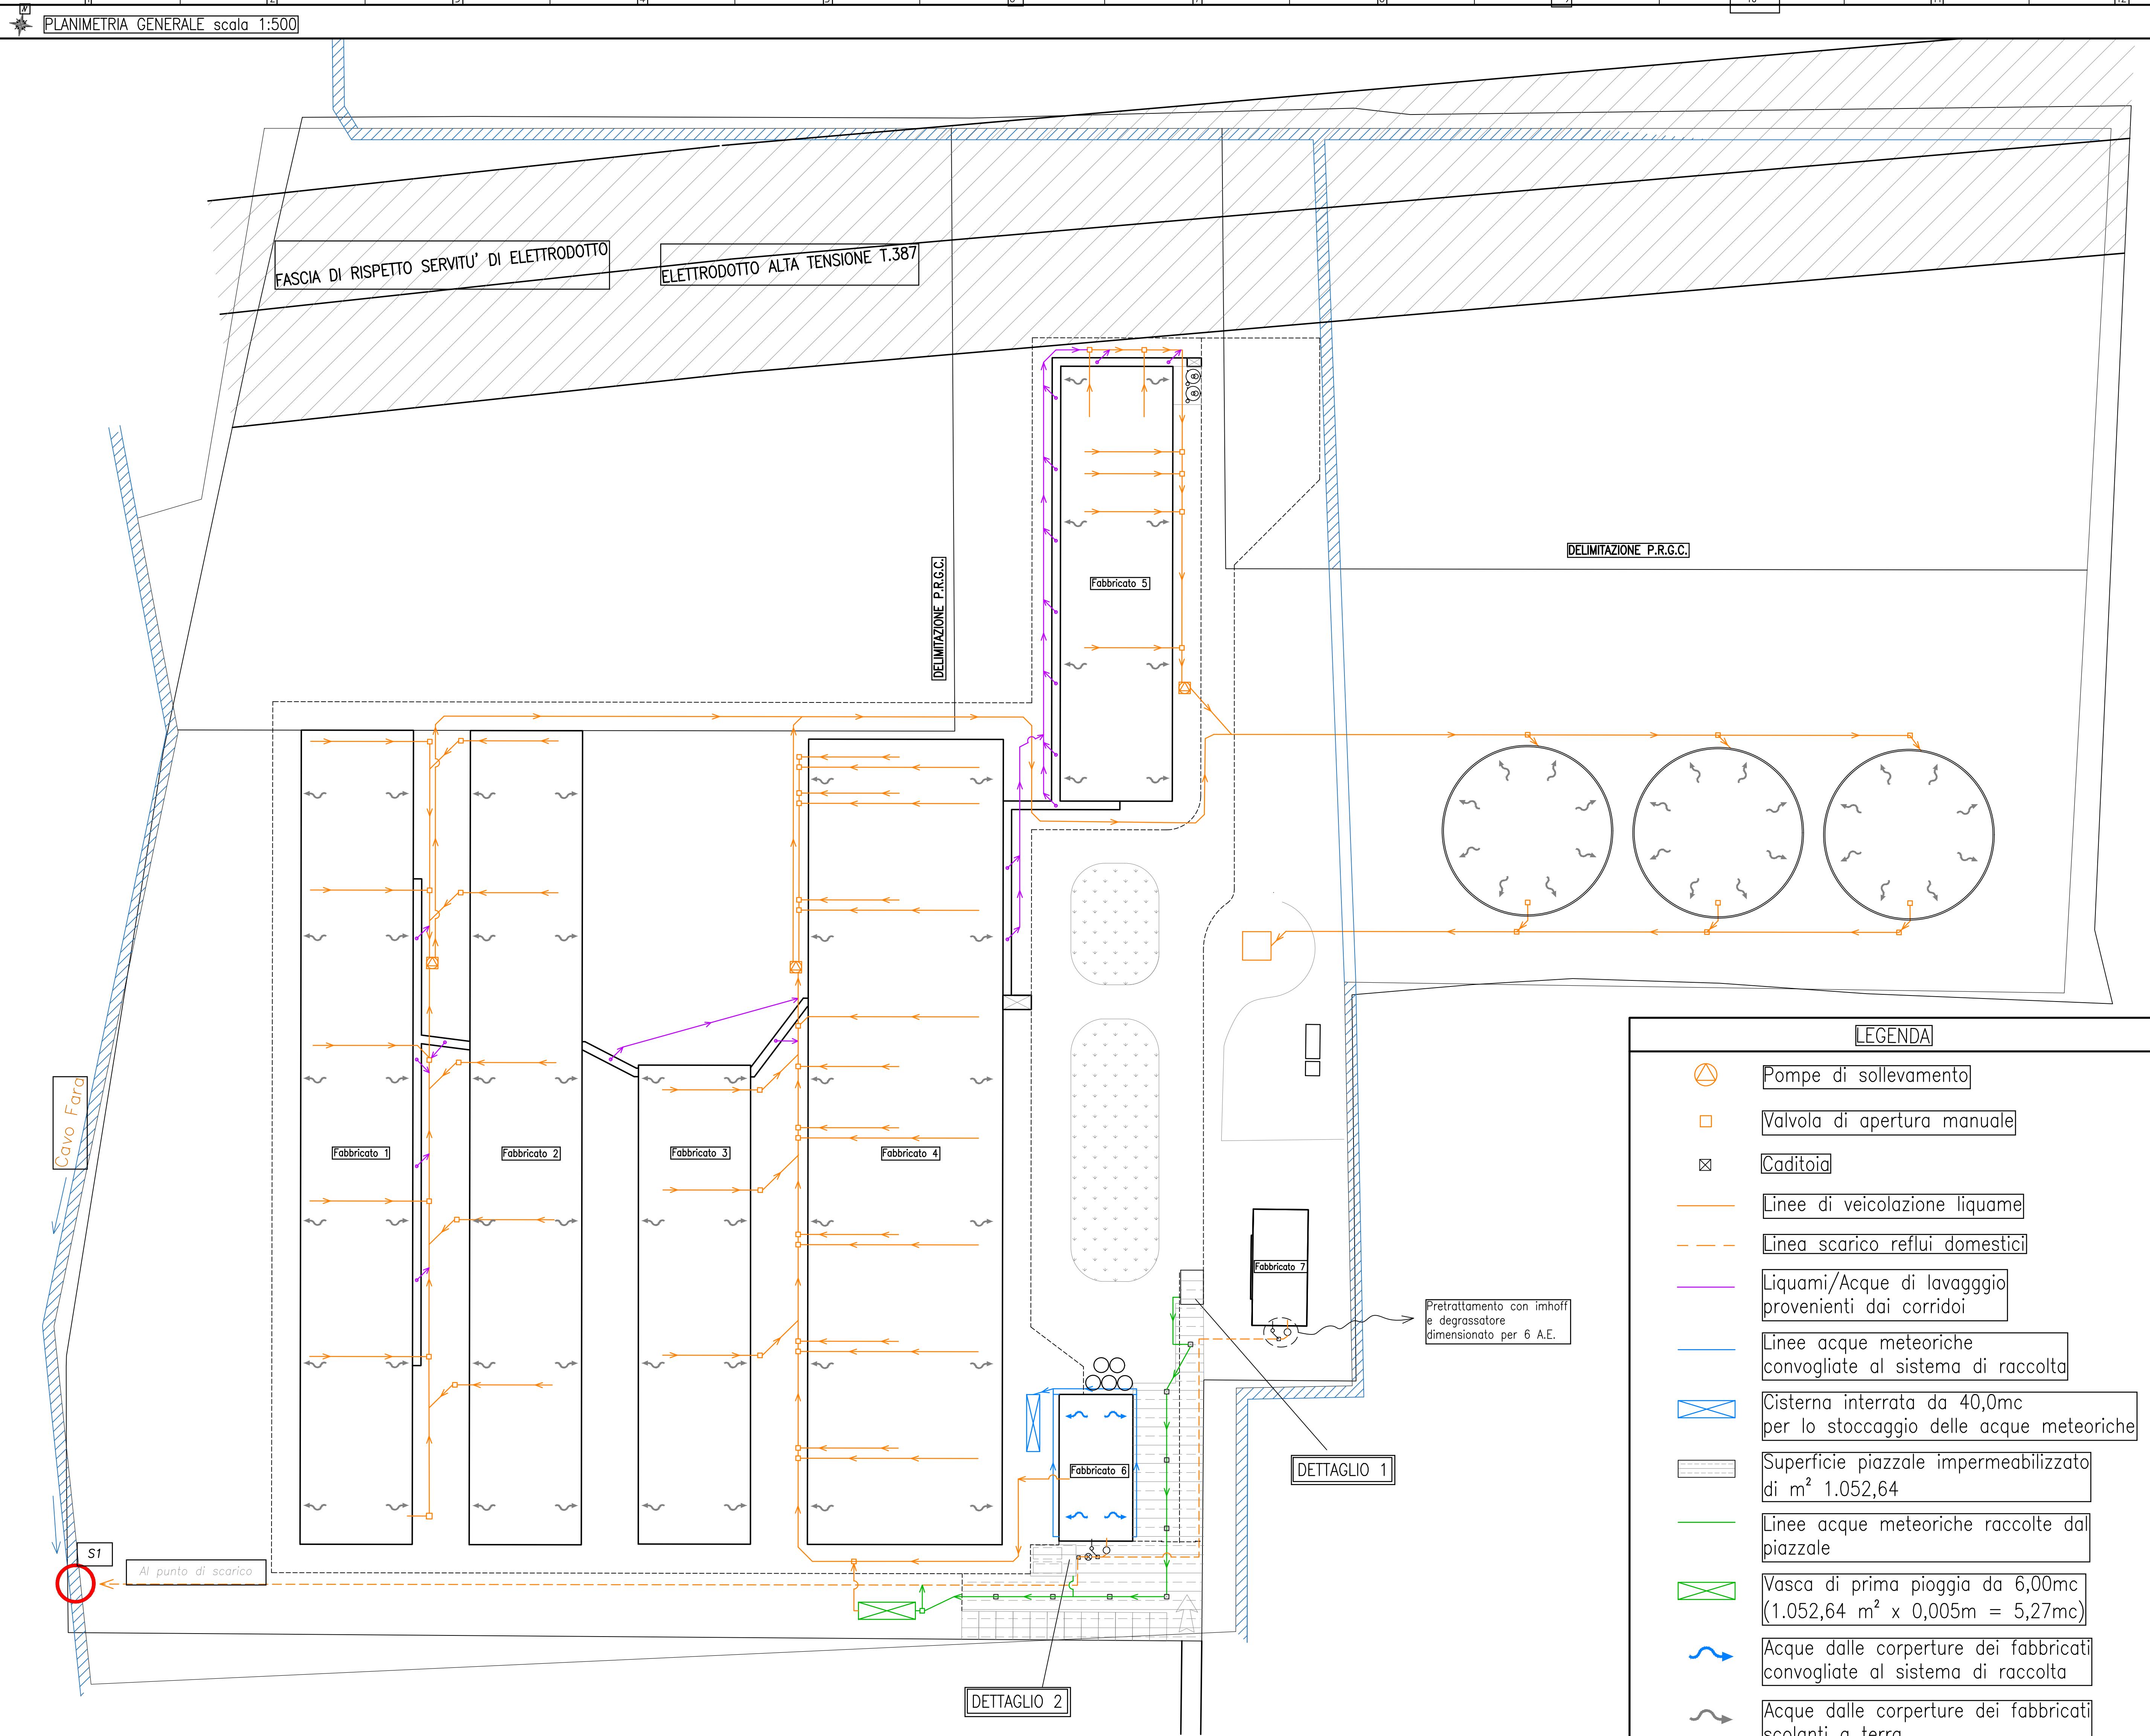 N
PLANIMETRIA GENERALE scala 1:500
FASCIA DI RISPETTO SERVITU' DI ELETTRODOTTO
ELETTRODOTTO ALTA TENSIONE T.387
DELIMITAZIONE P.R.G.C.
DELIMITAZIONE P.R.G.C.
Fabbricato 5
Cavo Fara
Fabbricato 1
Fabbricato 2
Fabbricato 3
Fabbricato 4
Fabbricato 7
Pretrattamento con imhoff
e degrassatore
dimensionato per 6 A.E.
Fabbricato 6
DETTAGLIO 1
S1
Al punto di scarico
DETTAGLIO 2
LEGENDA
Pompe di sollevamento
Valvola di apertura manuale
Caditoia
Linee di veicolazione liquame
Linea scarico reflui domestici
Liquami/Acque di lavagggio
provenienti dai corridoi
Linee acque meteoriche
convogliate al sistema di raccolta
Cisterna interrata da 40,0mc
per lo stoccaggio delle acque meteoriche
Superficie piazzale impermeabilizzato
di m² 1.052,64
Linee acque meteoriche raccolte dal
piazzale
Vasca di prima pioggia da 6,00mc
(1.052,64 m² x 0,005m = 5,27mc)
Acque dalle corperture dei fabbricati
convogliate al sistema di raccolta
Acque dalle corperture dei fabbricati
scolanti a terra